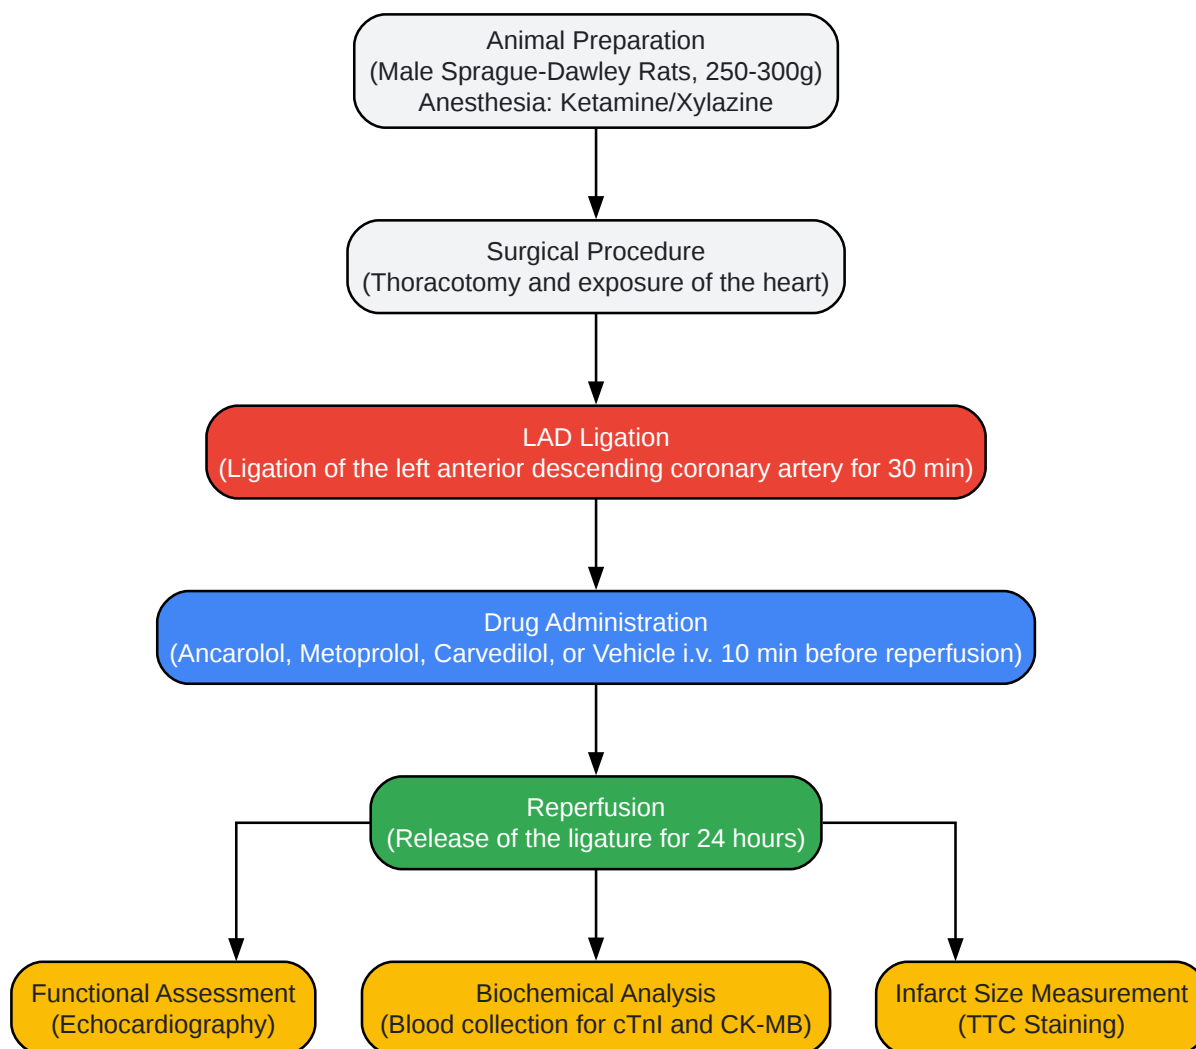 Animal Preparation
(Male Sprague-Dawley Rats, 250-300g)
Anesthesia: Ketamine/Xylazine
Surgical Procedure
(Thoracotomy and exposure of the heart)
LAD Ligation
(Ligation of the left anterior descending coronary artery for 30 min)
Drug Administration
(Ancarolol, Metoprolol, Carvedilol, or Vehicle i.v. 10 min before reperfusion)
Reperfusion
(Release of the ligature for 24 hours)
Functional Assessment
(Echocardiography)
Biochemical Analysis
(Blood collection for cTnI and CK-MB)
Infarct Size Measurement
(TTC Staining)